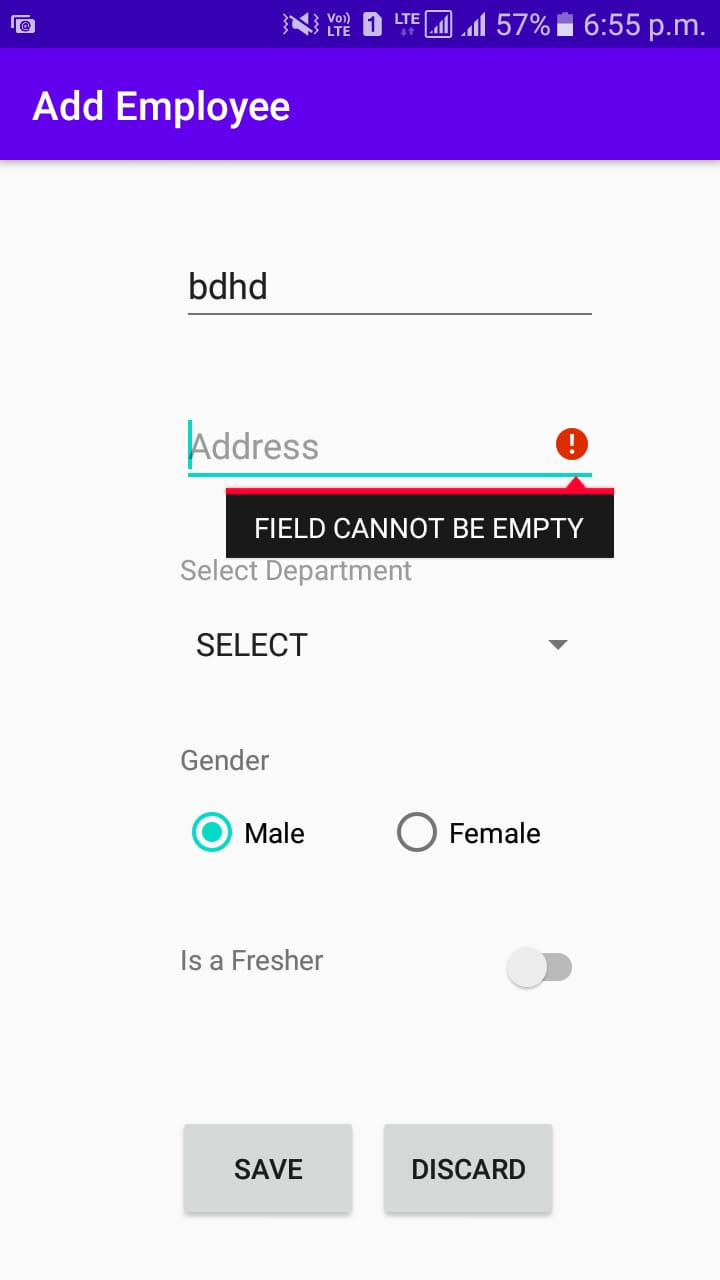 Vo)) LTE 1 LTE 57% 6:55 p.m.
Add Employee
bdhd
Address
!
FIELD CANNOT BE EMPTY
Select Department
SELECT
Gender
Male Female
Is a Fresher
SAVE DISCARD